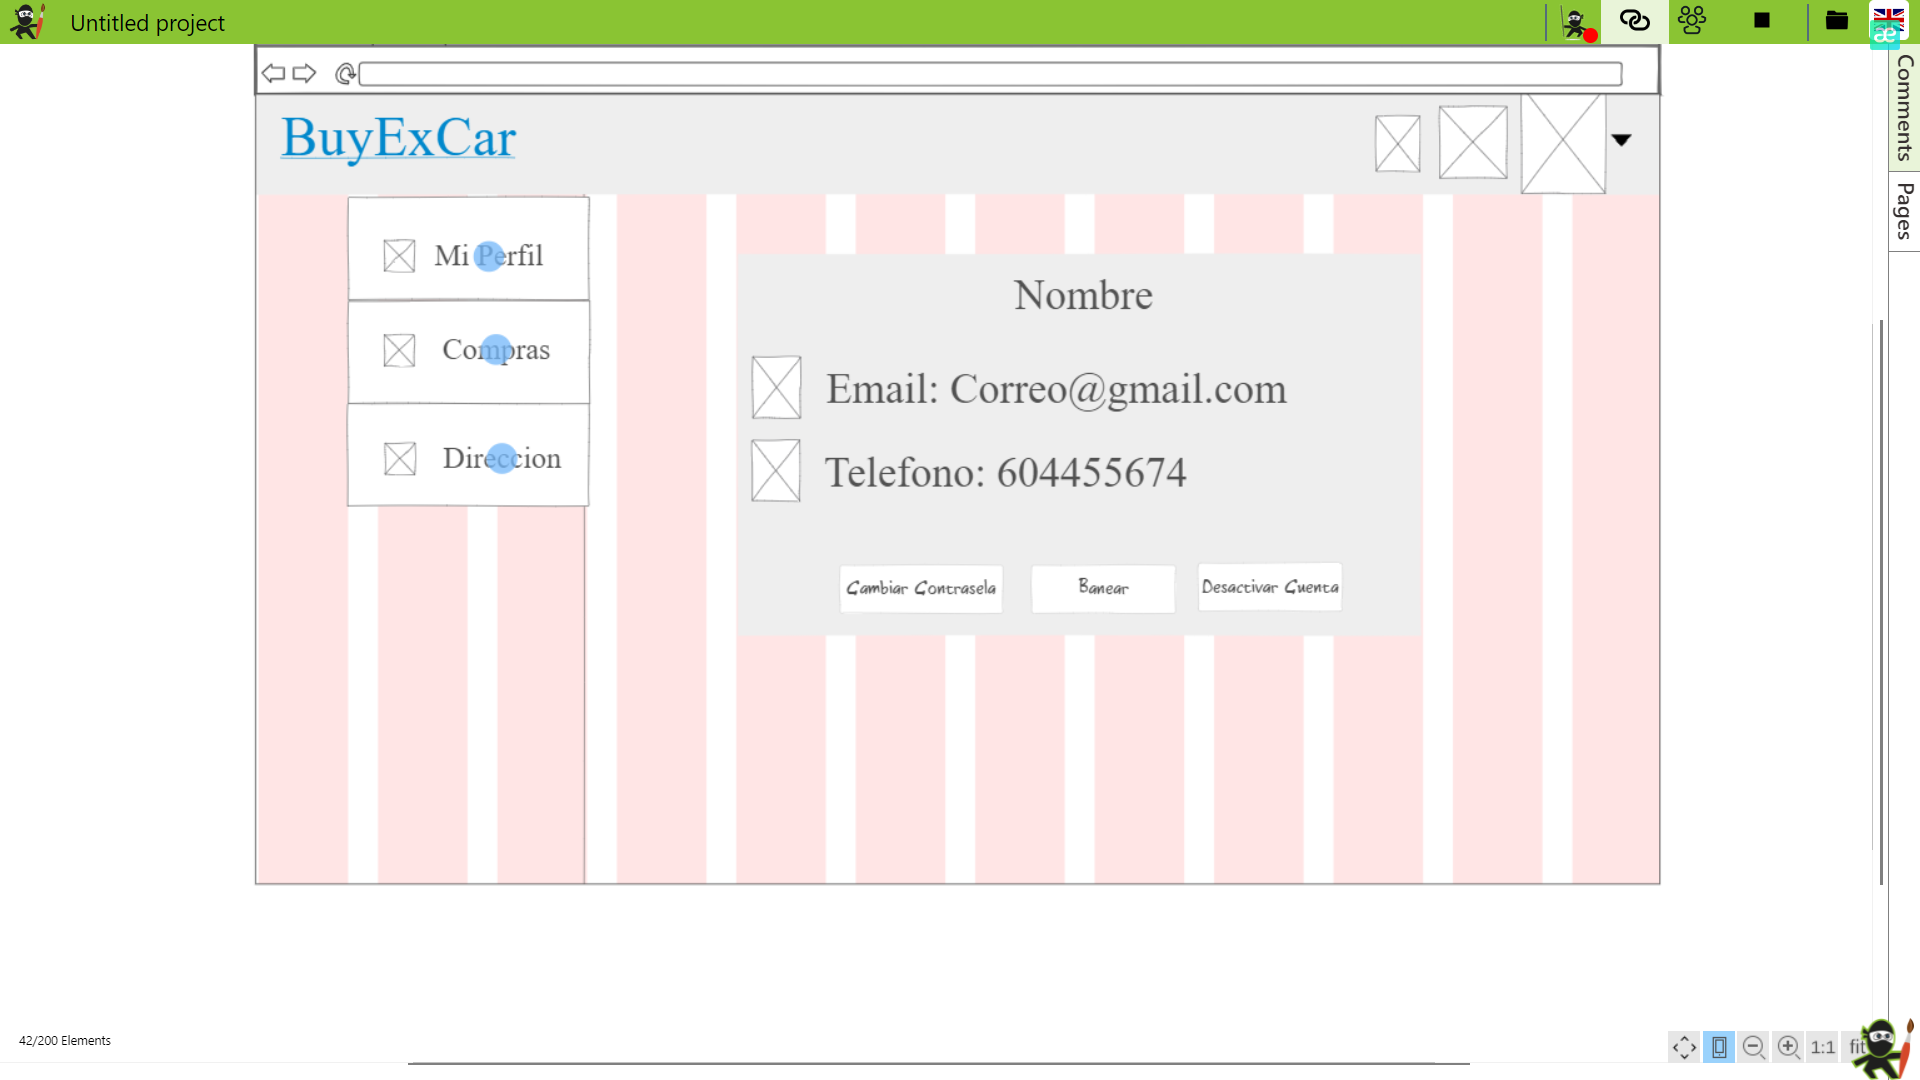 Untitled project
æ
Comments
Pages
BuyExCar
Mi Perfil
Compras
Direccion
Nombre
Email: Correo@gmail.com
Telefono: 604455674
Cambiar Contrasela
Banear
Desactivar Cuenta
42/200 Elements
1:1
fit